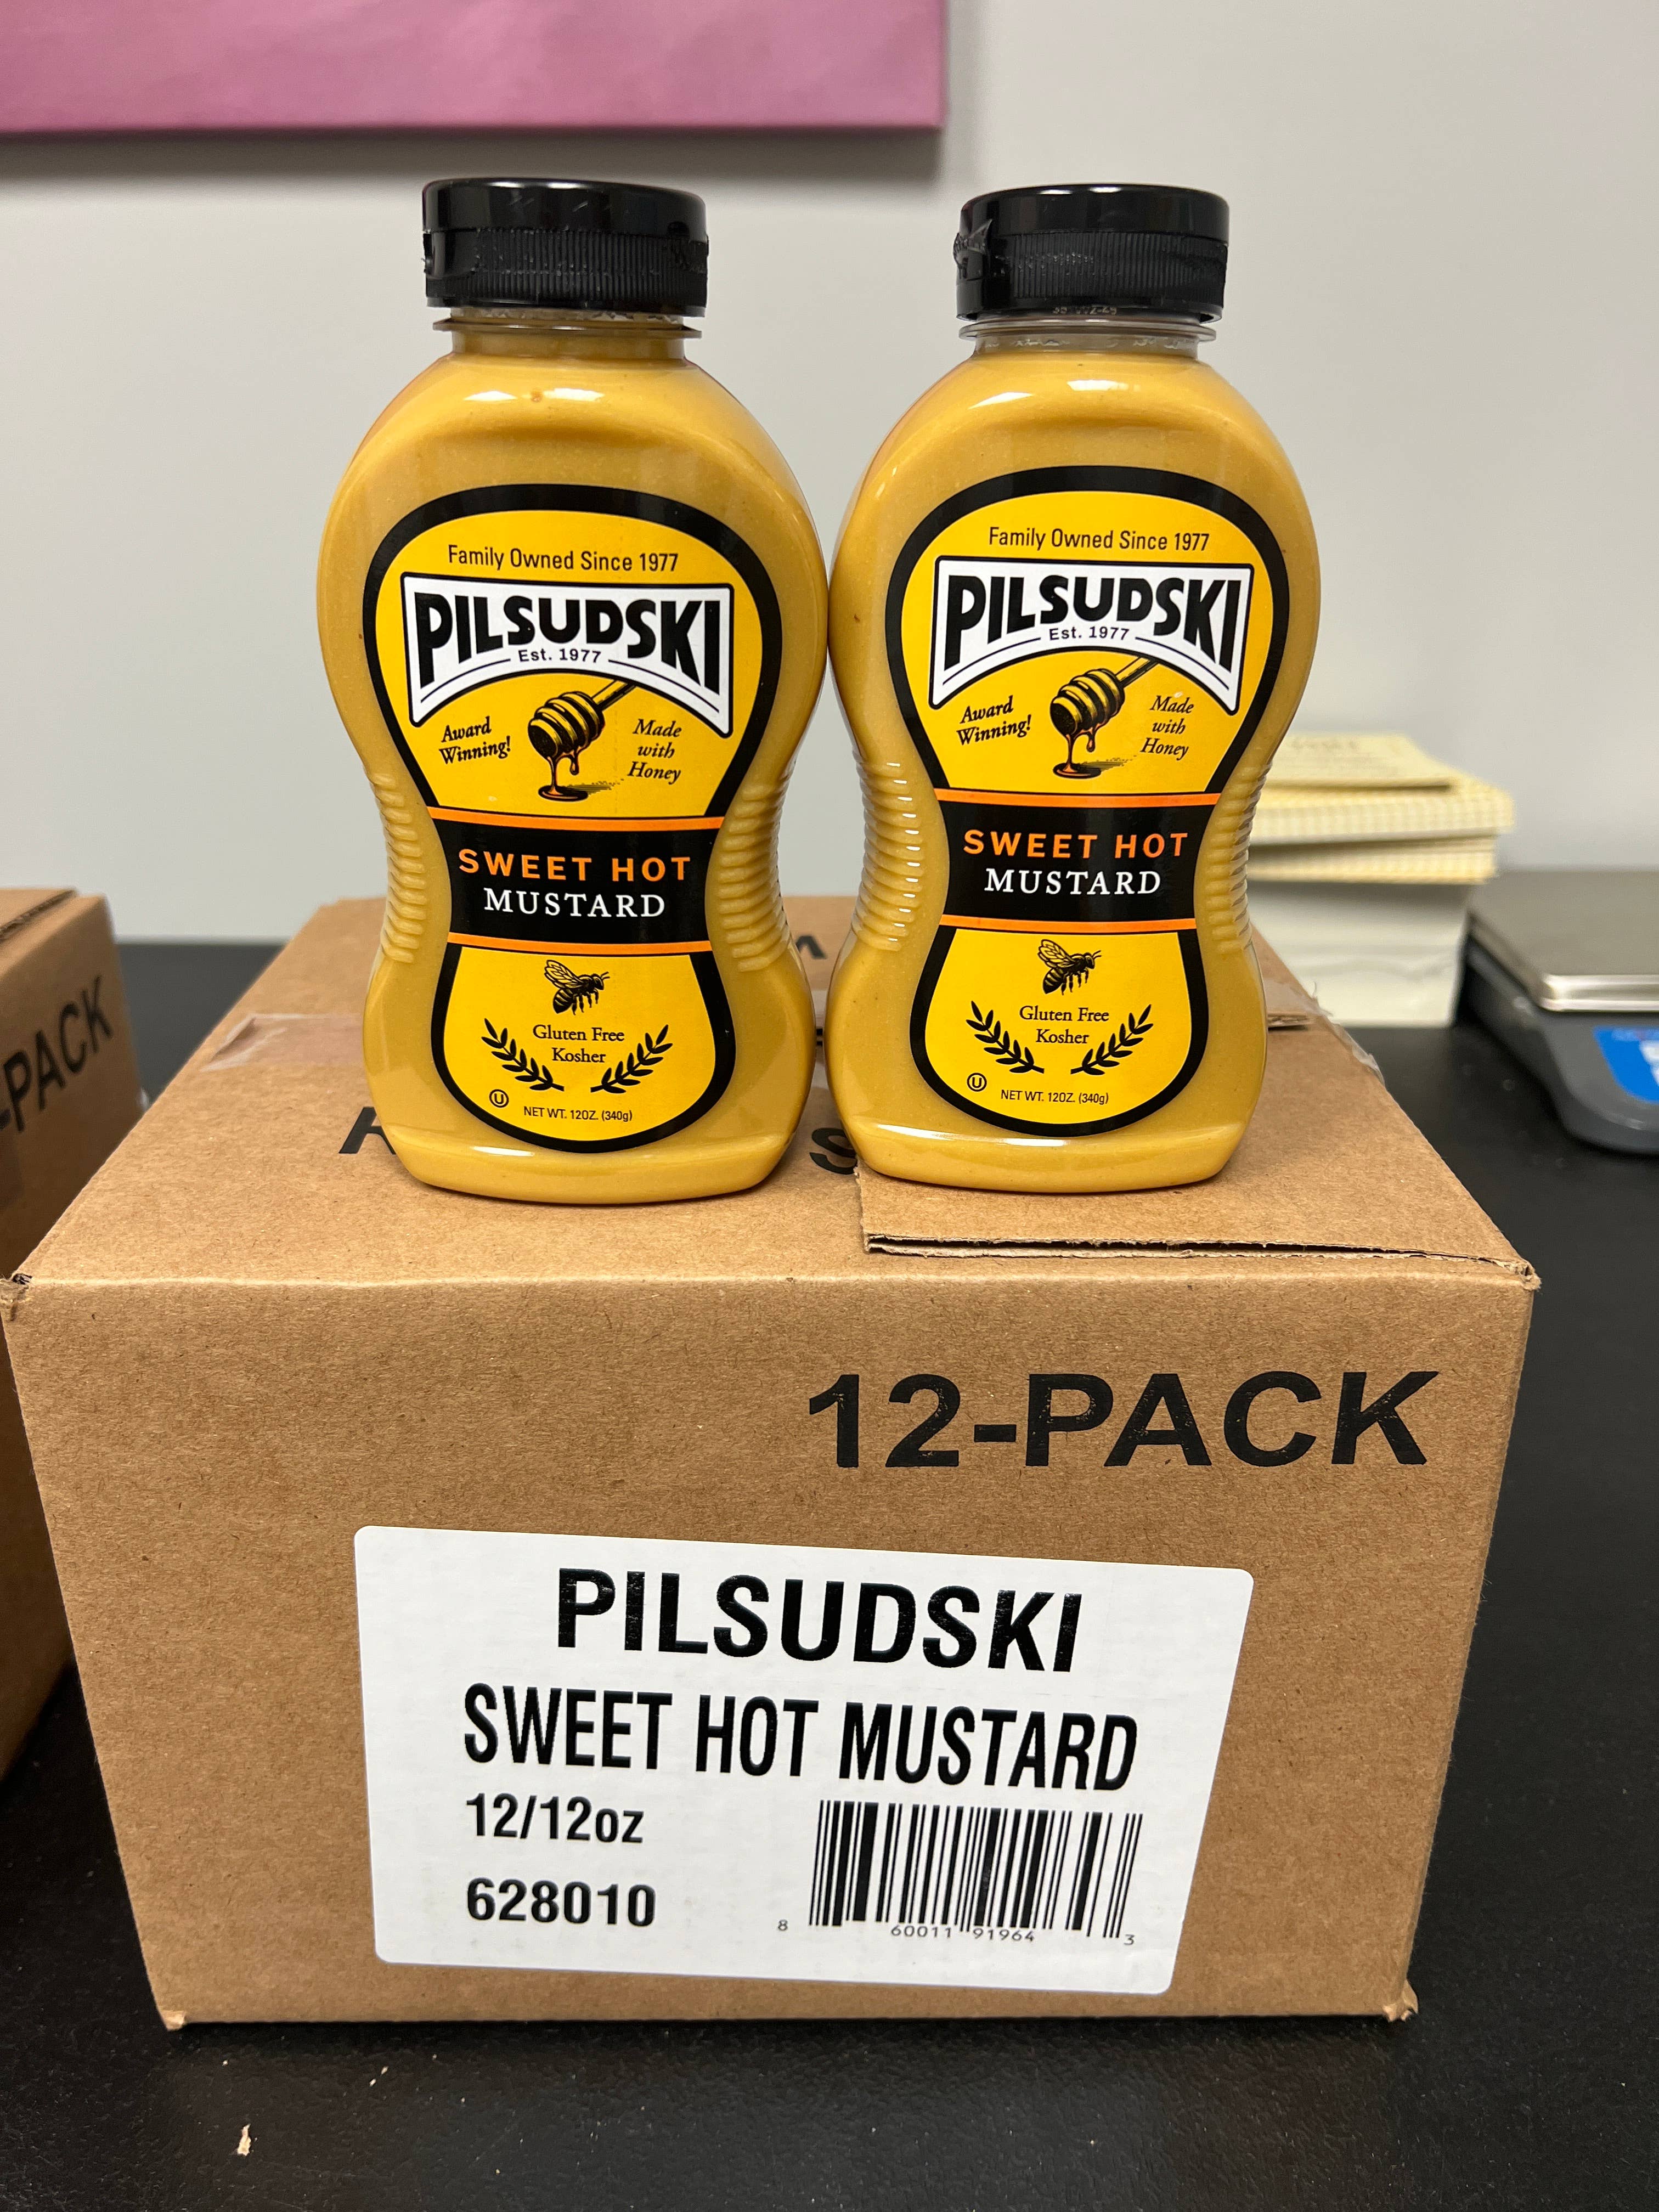 Family Owned Since 1977
PILSUDSKI
Est. 1977
Award
Winning!
Made
with
Honey
SWEET HOT
MUSTARD
Gluten Free
Kosher
U
NET WT. 12OZ. (340g)
Family Owned Since 1977
PILSUDSKI
Est. 1977
Award
Winning!
Made
with
Honey
SWEET HOT
MUSTARD
Gluten Free
Kosher
U
NET WT. 12OZ. (340g)
-PACK
12-PACK
PILSUDSKI
SWEET HOT MUSTARD
12/12oz
628010
8 60011 91964 3